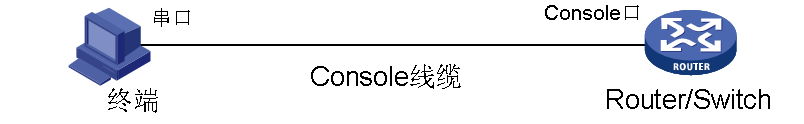 串口
Console口
ROUTER
Console线缆
终端
Router/Switch